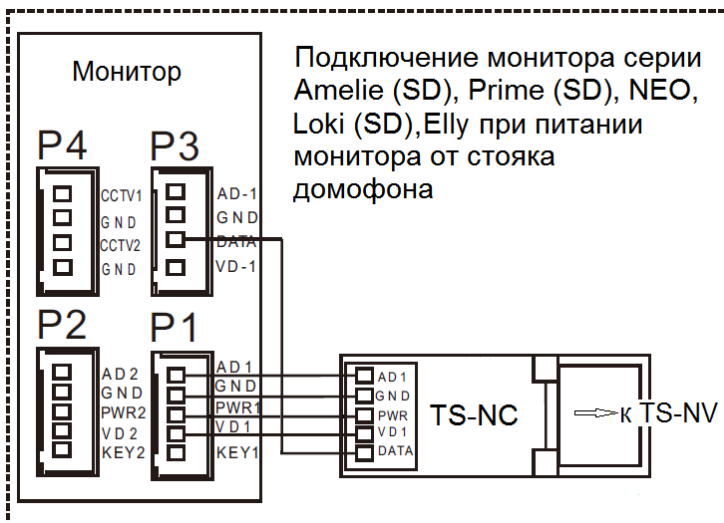 Монитор
Подключение монитора серии
Amelie (SD), Prime (SD), NEO,
Loki (SD),Elly при питании
монитора от стояка
домофона
P4
CCTV1
GND
CCTV2
GND
P3
AD-1
GND
DATA
VD-1
P2
AD2
GND
PWR2
VD2
KEY2
P1
AD1
GND
PWR1
VD1
KEY1
AD1
GND
PWR
VD1
DATA
TS-NC
к TS-NV